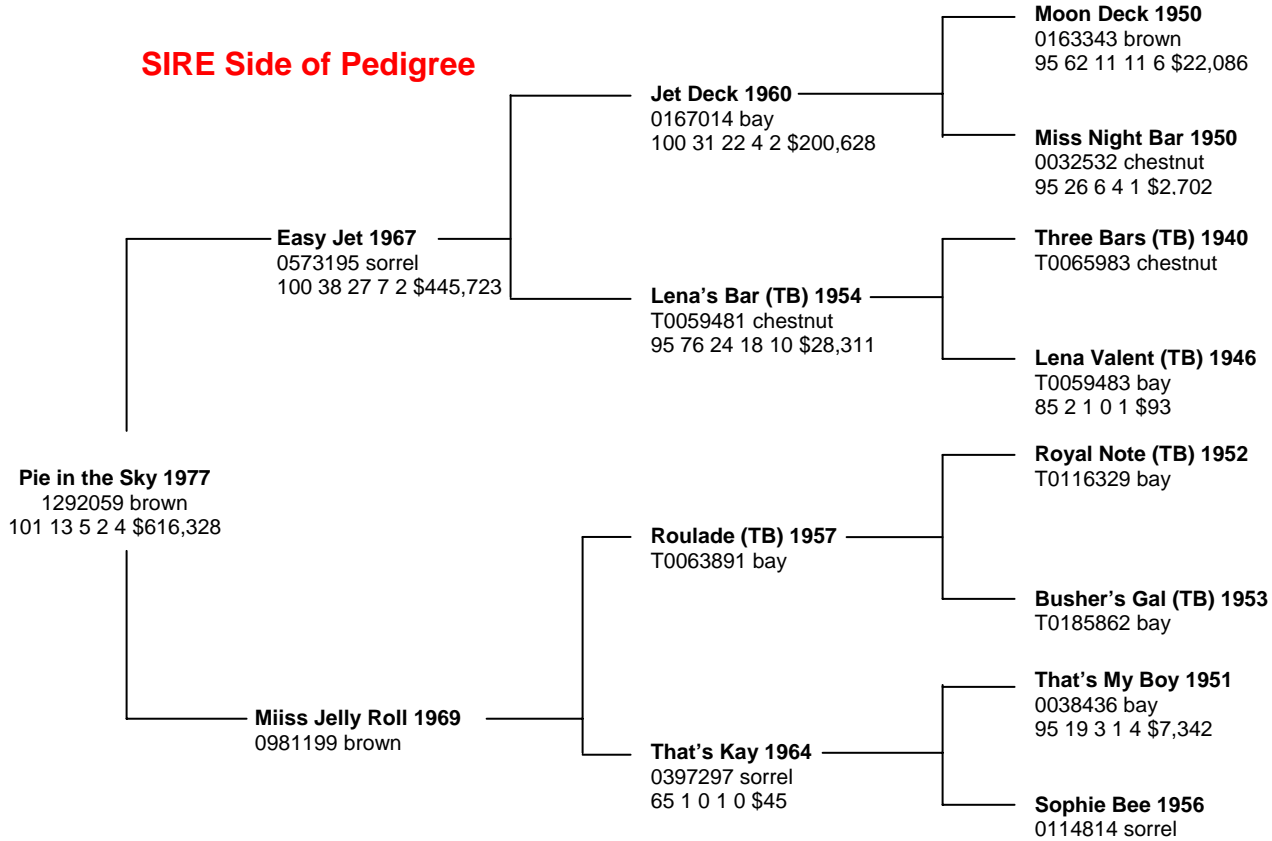 SIRE Side of Pedigree
Pie in the Sky 1977
1292059 brown
101 13 5 2 4 $616,328
Easy Jet 1967
0573195 sorrel
100 38 27 7 2 $445,723
Miiss Jelly Roll 1969
0981199 brown
Jet Deck 1960
0167014 bay
100 31 22 4 2 $200,628
Lena's Bar (TB) 1954
T0059481 chestnut
95 76 24 18 10 $28,311
Roulade (TB) 1957
T0063891 bay
That's Kay 1964
0397297 sorrel
65 1 0 1 0 $45
Moon Deck 1950
0163343 brown
95 62 11 11 6 $22,086
Miss Night Bar 1950
0032532 chestnut
95 26 6 4 1 $2,702
Three Bars (TB) 1940
T0065983 chestnut
Lena Valent (TB) 1946
T0059483 bay
85 2 1 0 1 $93
Royal Note (TB) 1952
T0116329 bay
Busher's Gal (TB) 1953
T0185862 bay
That's My Boy 1951
0038436 bay
95 19 3 1 4 $7,342
Sophie Bee 1956
0114814 sorrel